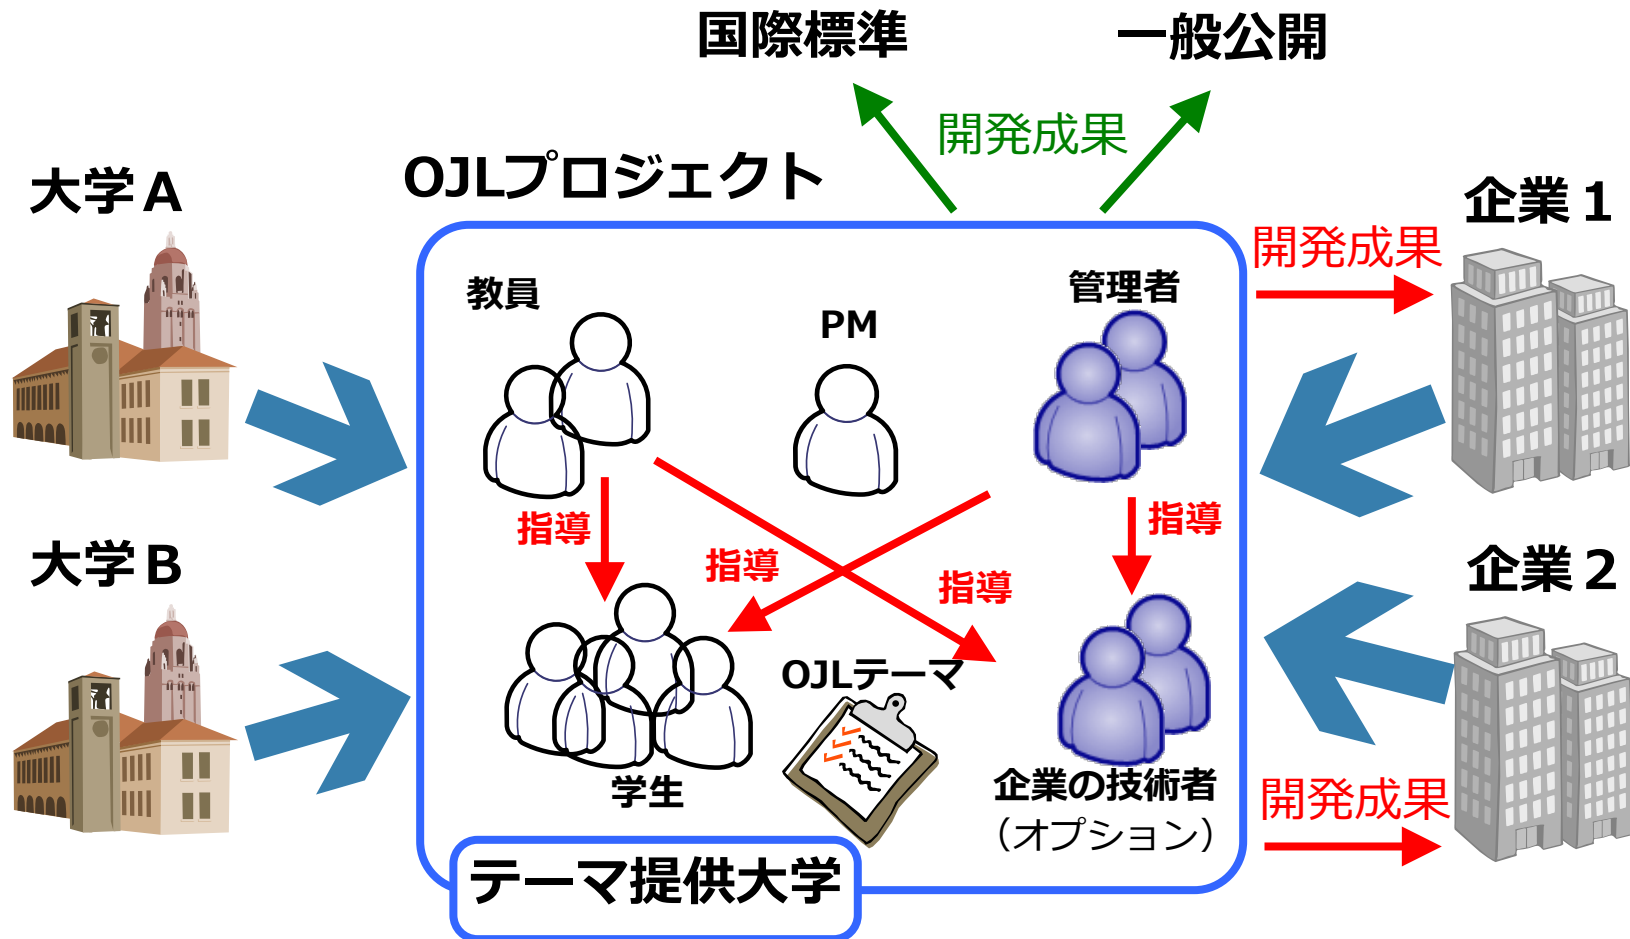 国際標準
一般公開
開発成果
OJLプロジェクト
大学A
企業1
開発成果
教員
PM
管理者
指導
指導
指導
指導
大学B
企業2
OJLテーマ
学生
企業の技術者
（オプション）
開発成果
テーマ提供大学